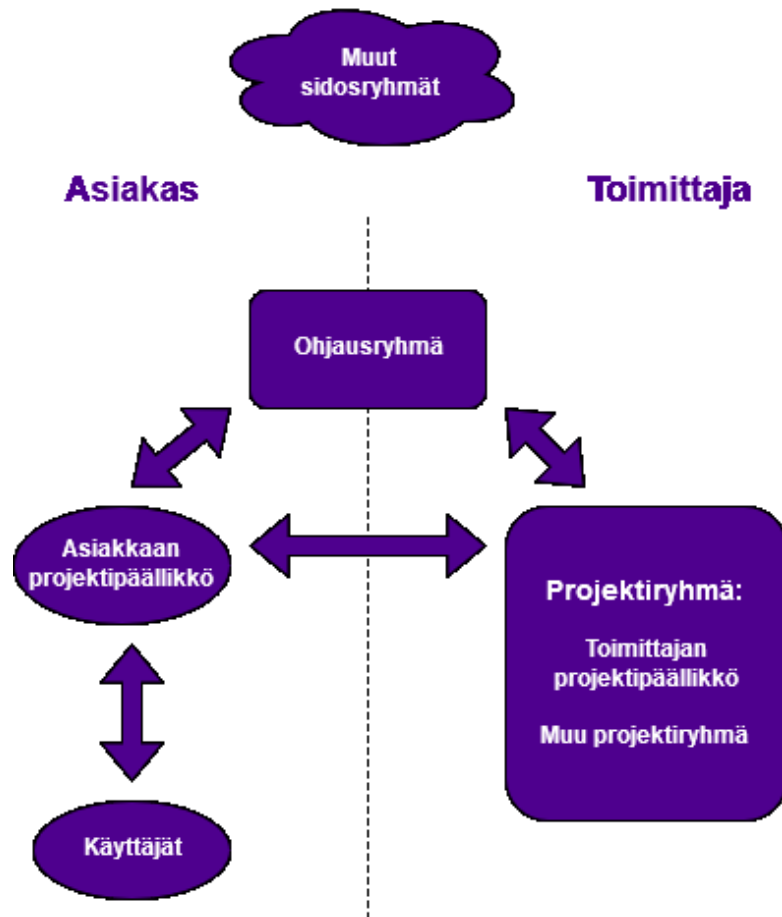 Muut
sidosryhmät
Asiakas
Toimittaja
Ohjausryhmä
Asiakkaan
projektipäällikkö
Projektiryhmä:
Toimittajan
projektipäällikkö
Muu projektiryhmä
Käyttäjät